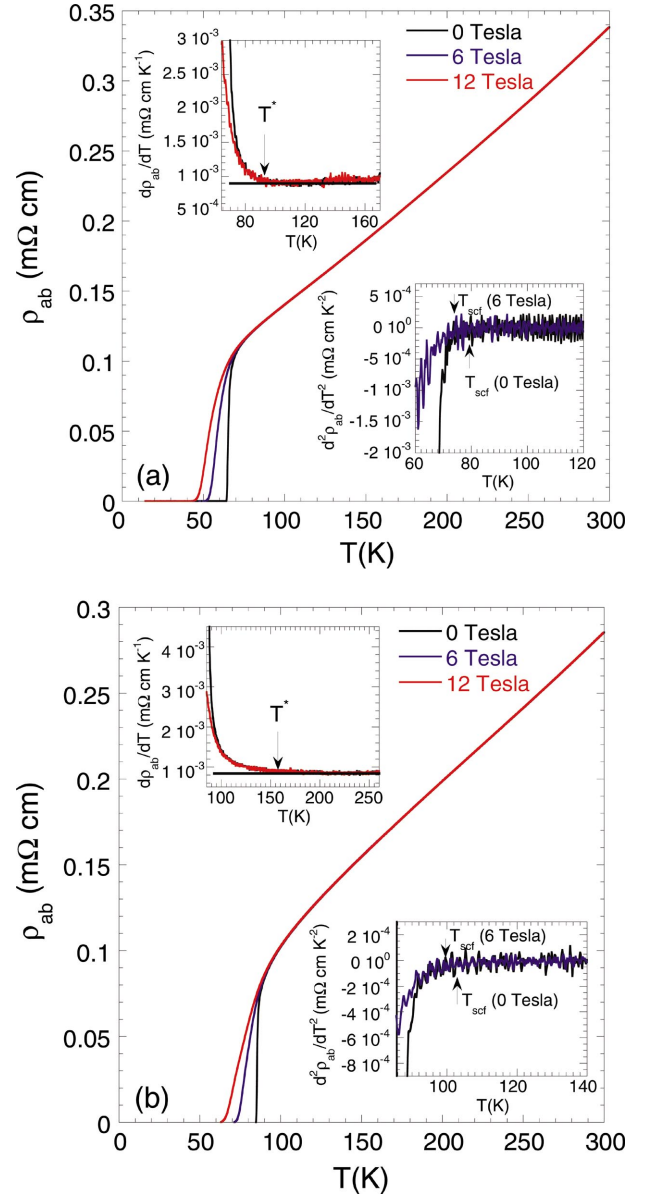 0.35
0.3
0.25
0.2
0.15
0.1
0.05
0
ρab (mΩ cm)
0 Tesla
6 Tesla
12 Tesla
3 10-3
2.5 10-3
2 10-3
1.5 10-3
1 10-3
5 10-4
dρab/dT (mΩ cm K-1)
T*
80 120 160
T(K)
5 10-4
0 100
-5 10-4
-1 10-3
-1.5 10-3
-2 10-3
d2ρab/dT2 (mΩ cm K-2)
Tscf (6 Tesla)
Tscf (0 Tesla)
60 80 100 120
T(K)
(a)
0 50 100 150 200 250 300
T(K)
0.3
0.25
0.2
0.15
0.1
0.05
0
ρab (mΩ cm)
0 Tesla
6 Tesla
12 Tesla
4 10-3
3 10-3
2 10-3
1 10-3
dρab/dT (mΩ cm K-1)
T*
100 150 200 250
T(K)
2 10-4
0 100
-2 10-4
-4 10-4
-6 10-4
-8 10-4
d2ρab/dT2 (mΩ cm K-2)
Tscf (6 Tesla)
Tscf (0 Tesla)
100 120 140
T(K)
(b)
0 50 100 150 200 250 300
T(K)